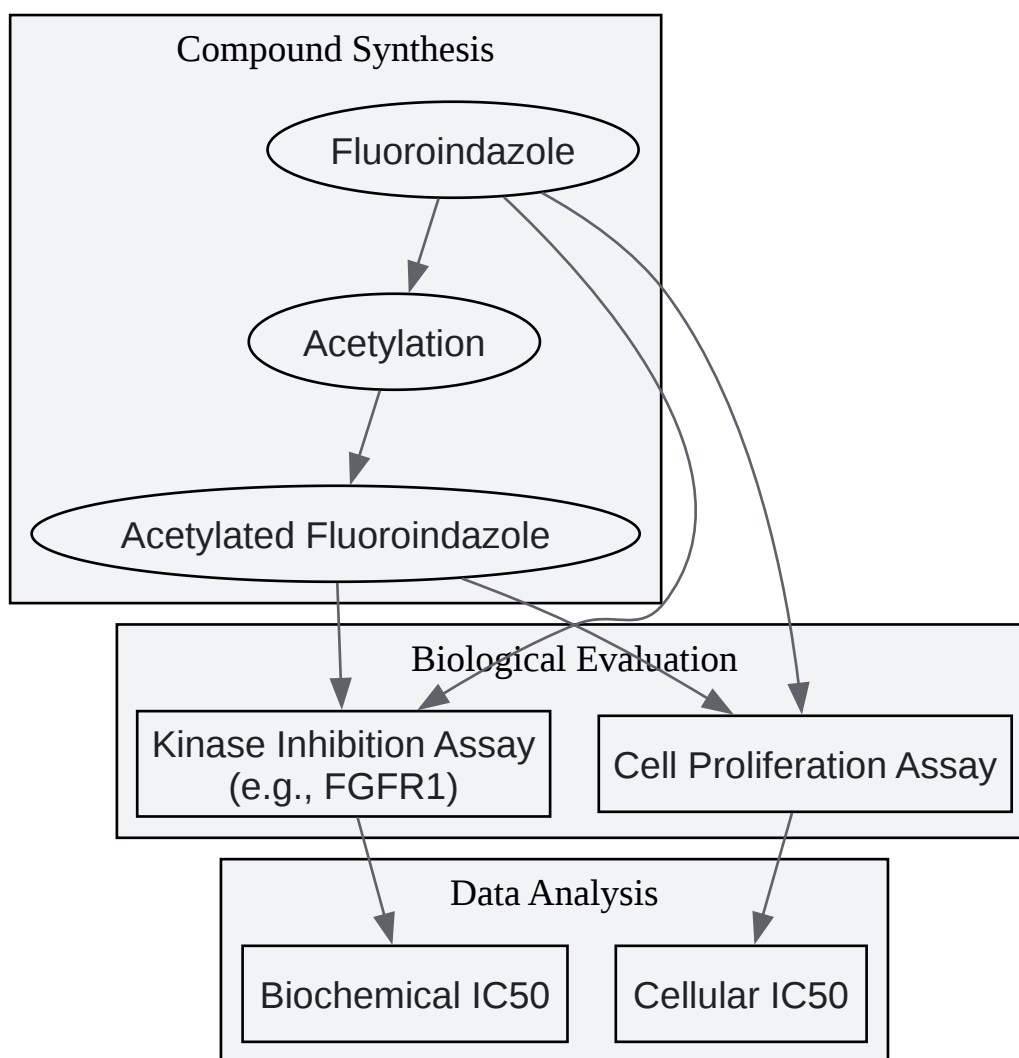 Compound Synthesis
Fluoroindazole
Acetylation
Acetylated Fluoroindazole
Biological Evaluation
Kinase Inhibition Assay
(e.g., FGFR1)
Cell Proliferation Assay
Data Analysis
Biochemical IC50
Cellular IC50